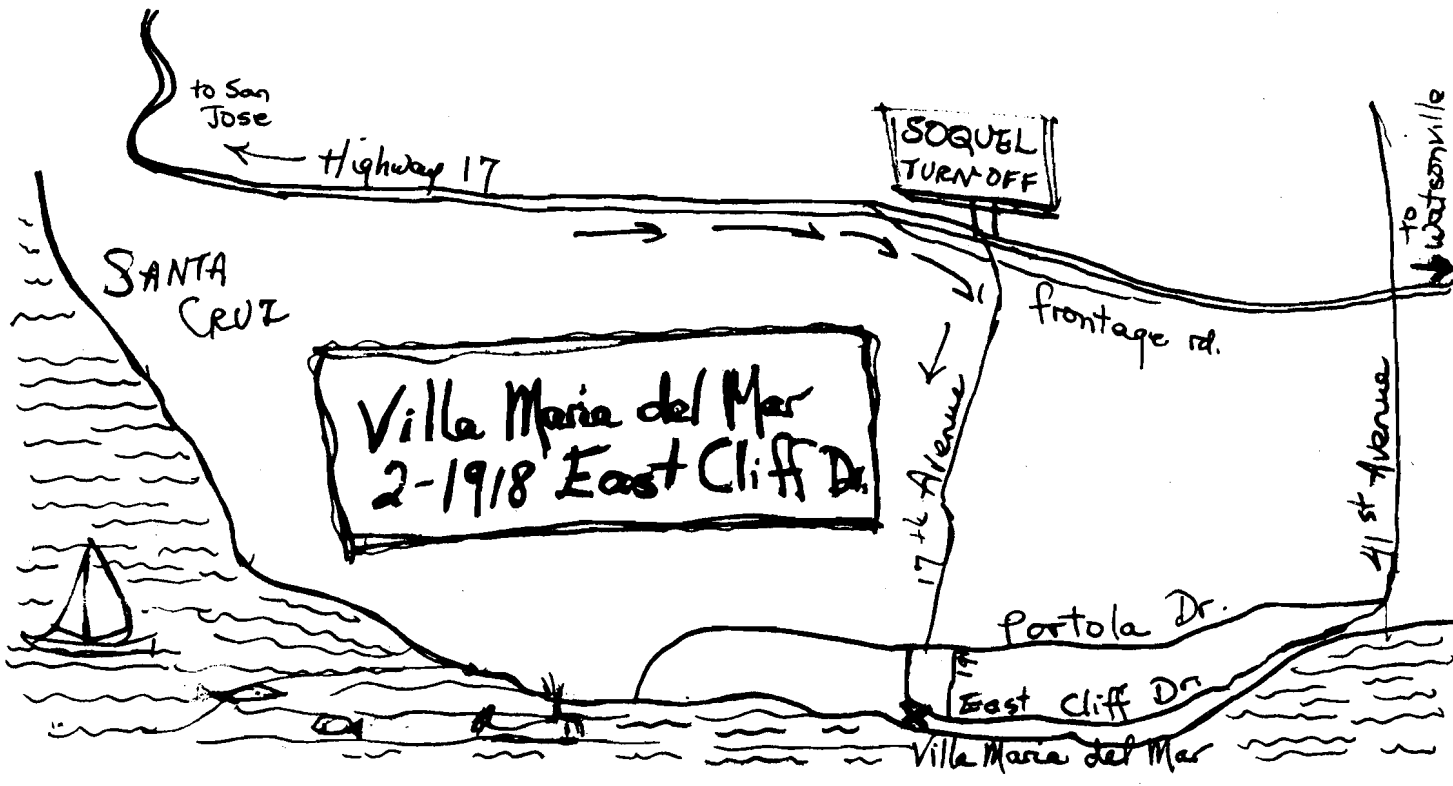 to San
Jose
Highway 17
SOQUEL
TURN OFF
to
Watsonville
SANTA
CRUZ
frontage rd.
Villa Maria del Mar
2-1918 East Cliff Dr.
17th Avenue
41st Avenue
Portola Dr.
19
East Cliff Dr.
Villa Maria del Mar